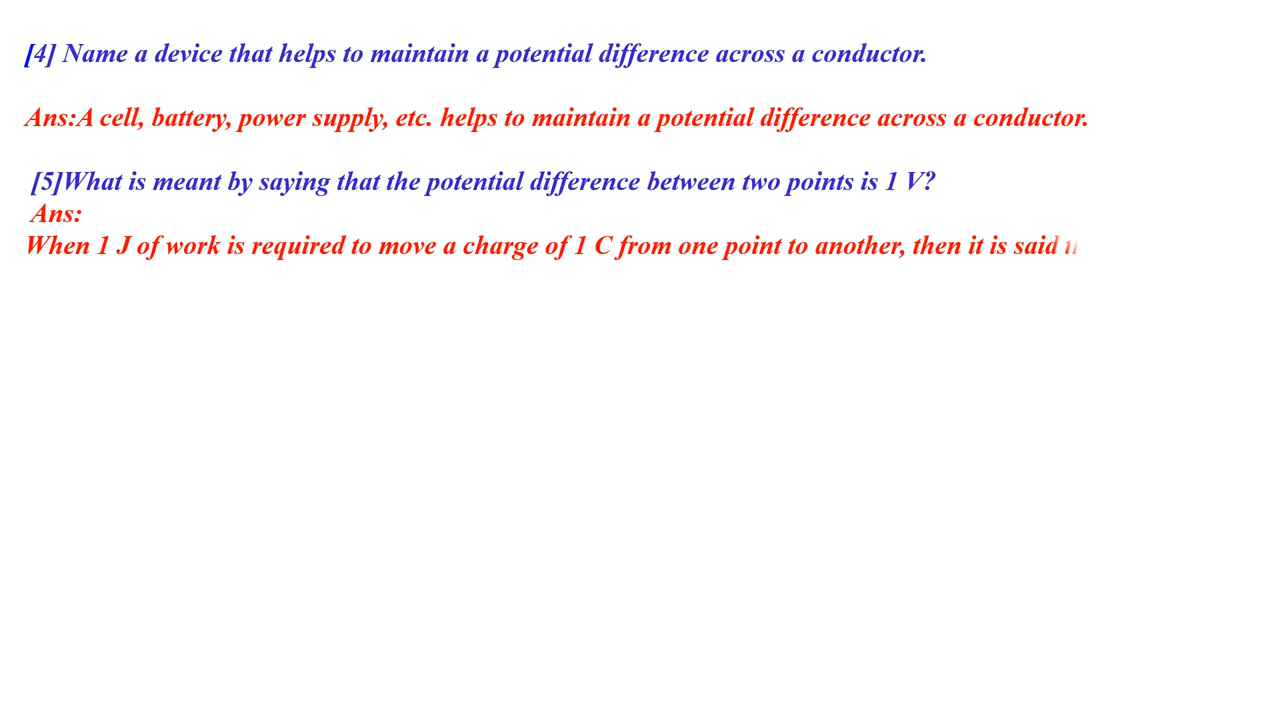 [4] Name a device that helps to maintain a potential difference across a conductor.
Ans:A cell, battery, power supply, etc. helps to maintain a potential difference across a conductor.
[5]What is meant by saying that the potential difference between two points is 1 V?
Ans:
When 1 J of work is required to move a charge of 1 C from one point to another, then it is said